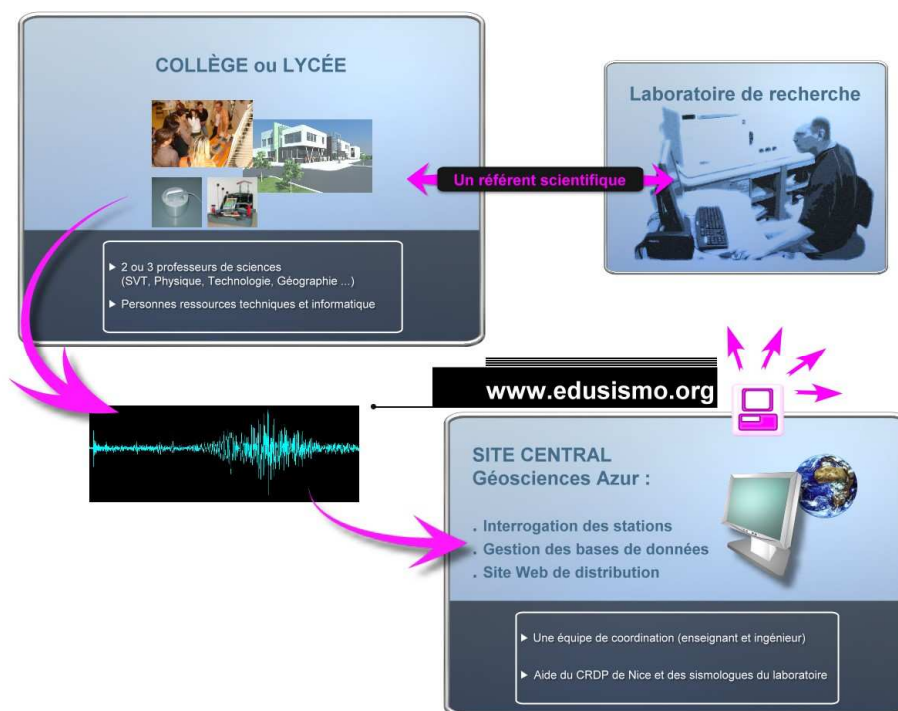 COLLÈGE ou LYCÉE
▶ 2 ou 3 professeurs de sciences
(SVT, Physique, Technologie, Géographie ...)
▶ Personnes ressources techniques et informatique
Un référent scientifique
Laboratoire de recherche
www.edusismo.org
SITE CENTRAL
Géosciences Azur :
. Interrogation des stations
. Gestion des bases de données
. Site Web de distribution
▶ Une équipe de coordination (enseignant et ingénieur)
▶ Aide du CRDP de Nice et des sismologues du laboratoire